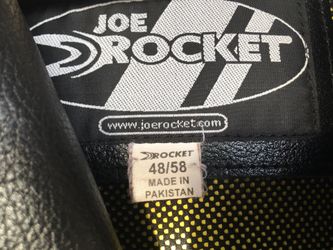 JOE
ROCKET
www.joerocket.com
ROCKET
48/58
MADE IN
PAKISTAN